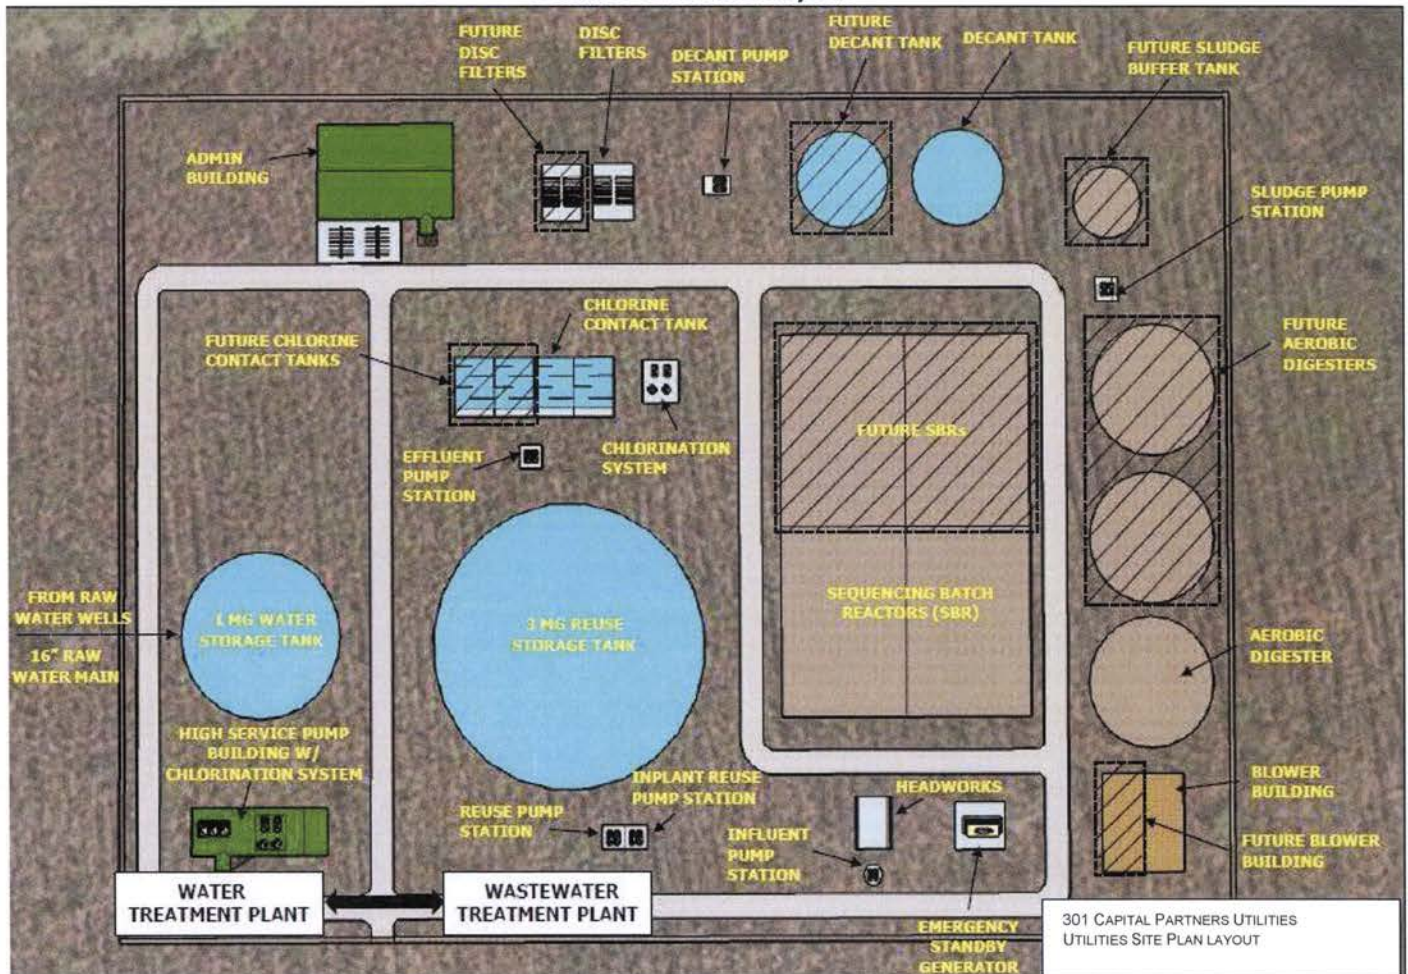 FUTURE
DISC
FILTERS
DISC
FILTERS
DECANT PUMP
STATION
FUTURE
DECANT TANK
DECANT TANK
FUTURE SLUDGE
BUFFER TANK
ADMIN
BUILDING
SLUDGE PUMP
STATION
CHLORINE
CONTACT TANK
FUTURE CHLORINE
CONTACT TANKS
FUTURE
AEROBIC
DIGESTERS
FUTURE SBRs
EFFLUENT
PUMP
STATION
CHLORINATION
SYSTEM
FROM RAW
WATER WELLS
16" RAW
WATER MAIN
1 MG WATER
STORAGE TANK
3 MG REUSE
STORAGE TANK
SEQUENCING BATCH
REACTORS (SBR)
AEROBIC
DIGESTER
HIGH SERVICE PUMP
BUILDING W/
CHLORINATION SYSTEM
REUSE PUMP
STATION
INPLANT REUSE
PUMP STATION
HEADWORKS
INFLUENT
PUMP
STATION
BLOWER
BUILDING
FUTURE BLOWER
BUILDING
WATER
TREATMENT PLANT
WASTEWATER
TREATMENT PLANT
EMERGENCY
STANDBY
GENERATOR
301 CAPITAL PARTNERS UTILITIES
UTILITIES SITE PLAN LAYOUT